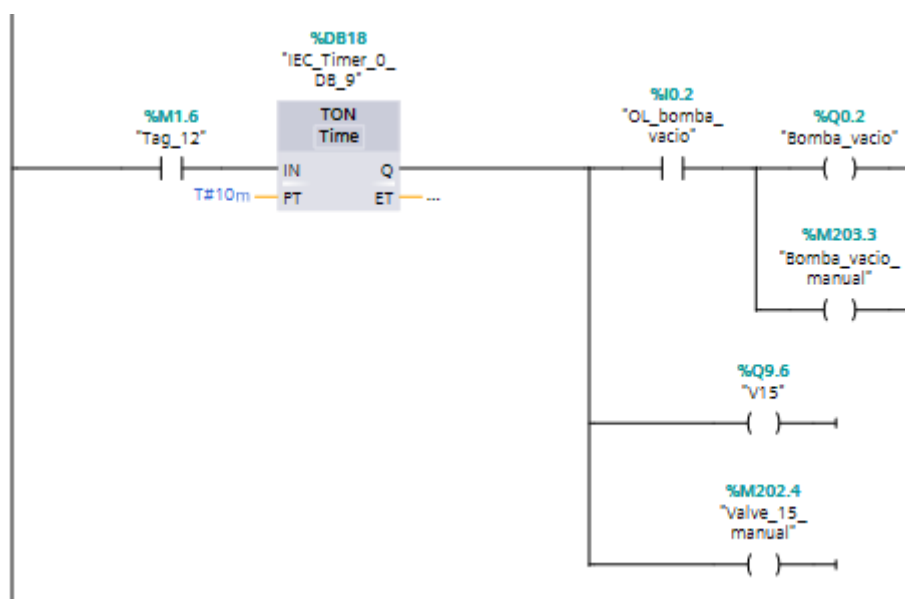 %DB18
"IEC_Timer_0_
DB_9"
%M1.6
"Tag_12"
TON
Time
IN
Q
T#10m
PT
ET
...
%I0.2
"OL_bomba_
vacio"
%Q0.2
"Bomba_vacio"
%M203.3
"Bomba_vacio_
manual"
%Q9.6
"V15"
%M202.4
"Valve_15_
manual"